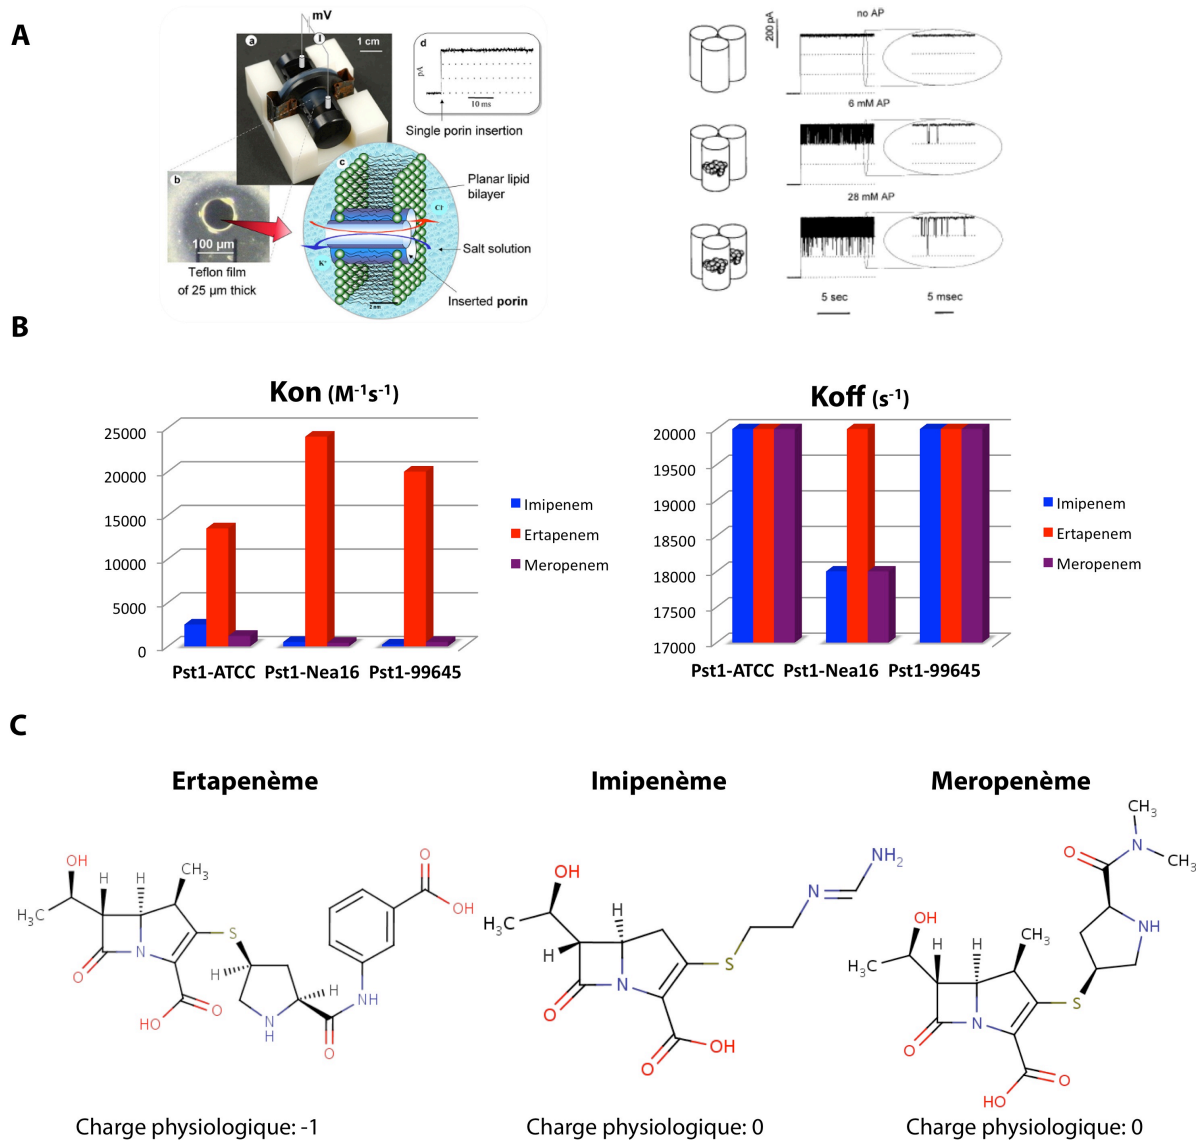 A
mV
a
i
1 cm
d
pA
10 ms
Single porin insertion
b
100 µm
Teflon film
of 25 µm thick
c
Cl-
K+
2 nm
Planar lipid
bilayer
Salt solution
Inserted porin
200 pA
no AP
6 mM AP
28 mM AP
5 sec
5 msec
B
Kon (M-1s-1)
25000
20000
15000
10000
5000
0
Pst1-ATCC Pst1-Nea16 Pst1-99645
Imipenem
Ertapenem
Meropenem
Koff (s-1)
20000
19500
19000
18500
18000
17500
17000
Pst1-ATCC Pst1-Nea16 Pst1-99645
Imipenem
Ertapenem
Meropenem
C
Ertapenème
OH
H
H
CH3
H3C
O
N
S
HO
O
H
N
H
H
O
NH
O
OH
Charge physiologique: -1
Imipenème
OH
H3C
H
H
O
N
S
N
NH2
O
OH
Charge physiologique: 0
Meropenème
CH3
N
CH3
O
NH
OH
H
H
CH3
H3C
O
N
S
O
HO
Charge physiologique: 0